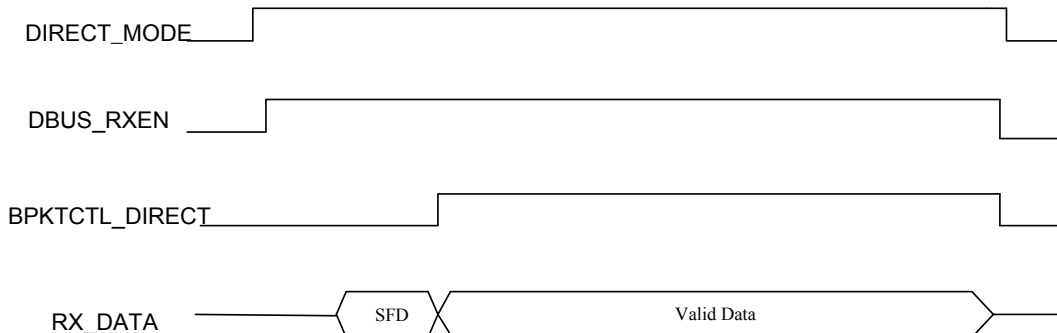 DIRECT_MODE
DBUS_RXEN
BPKTCTL_DIRECT
RX_DATA
SFD
Valid Data